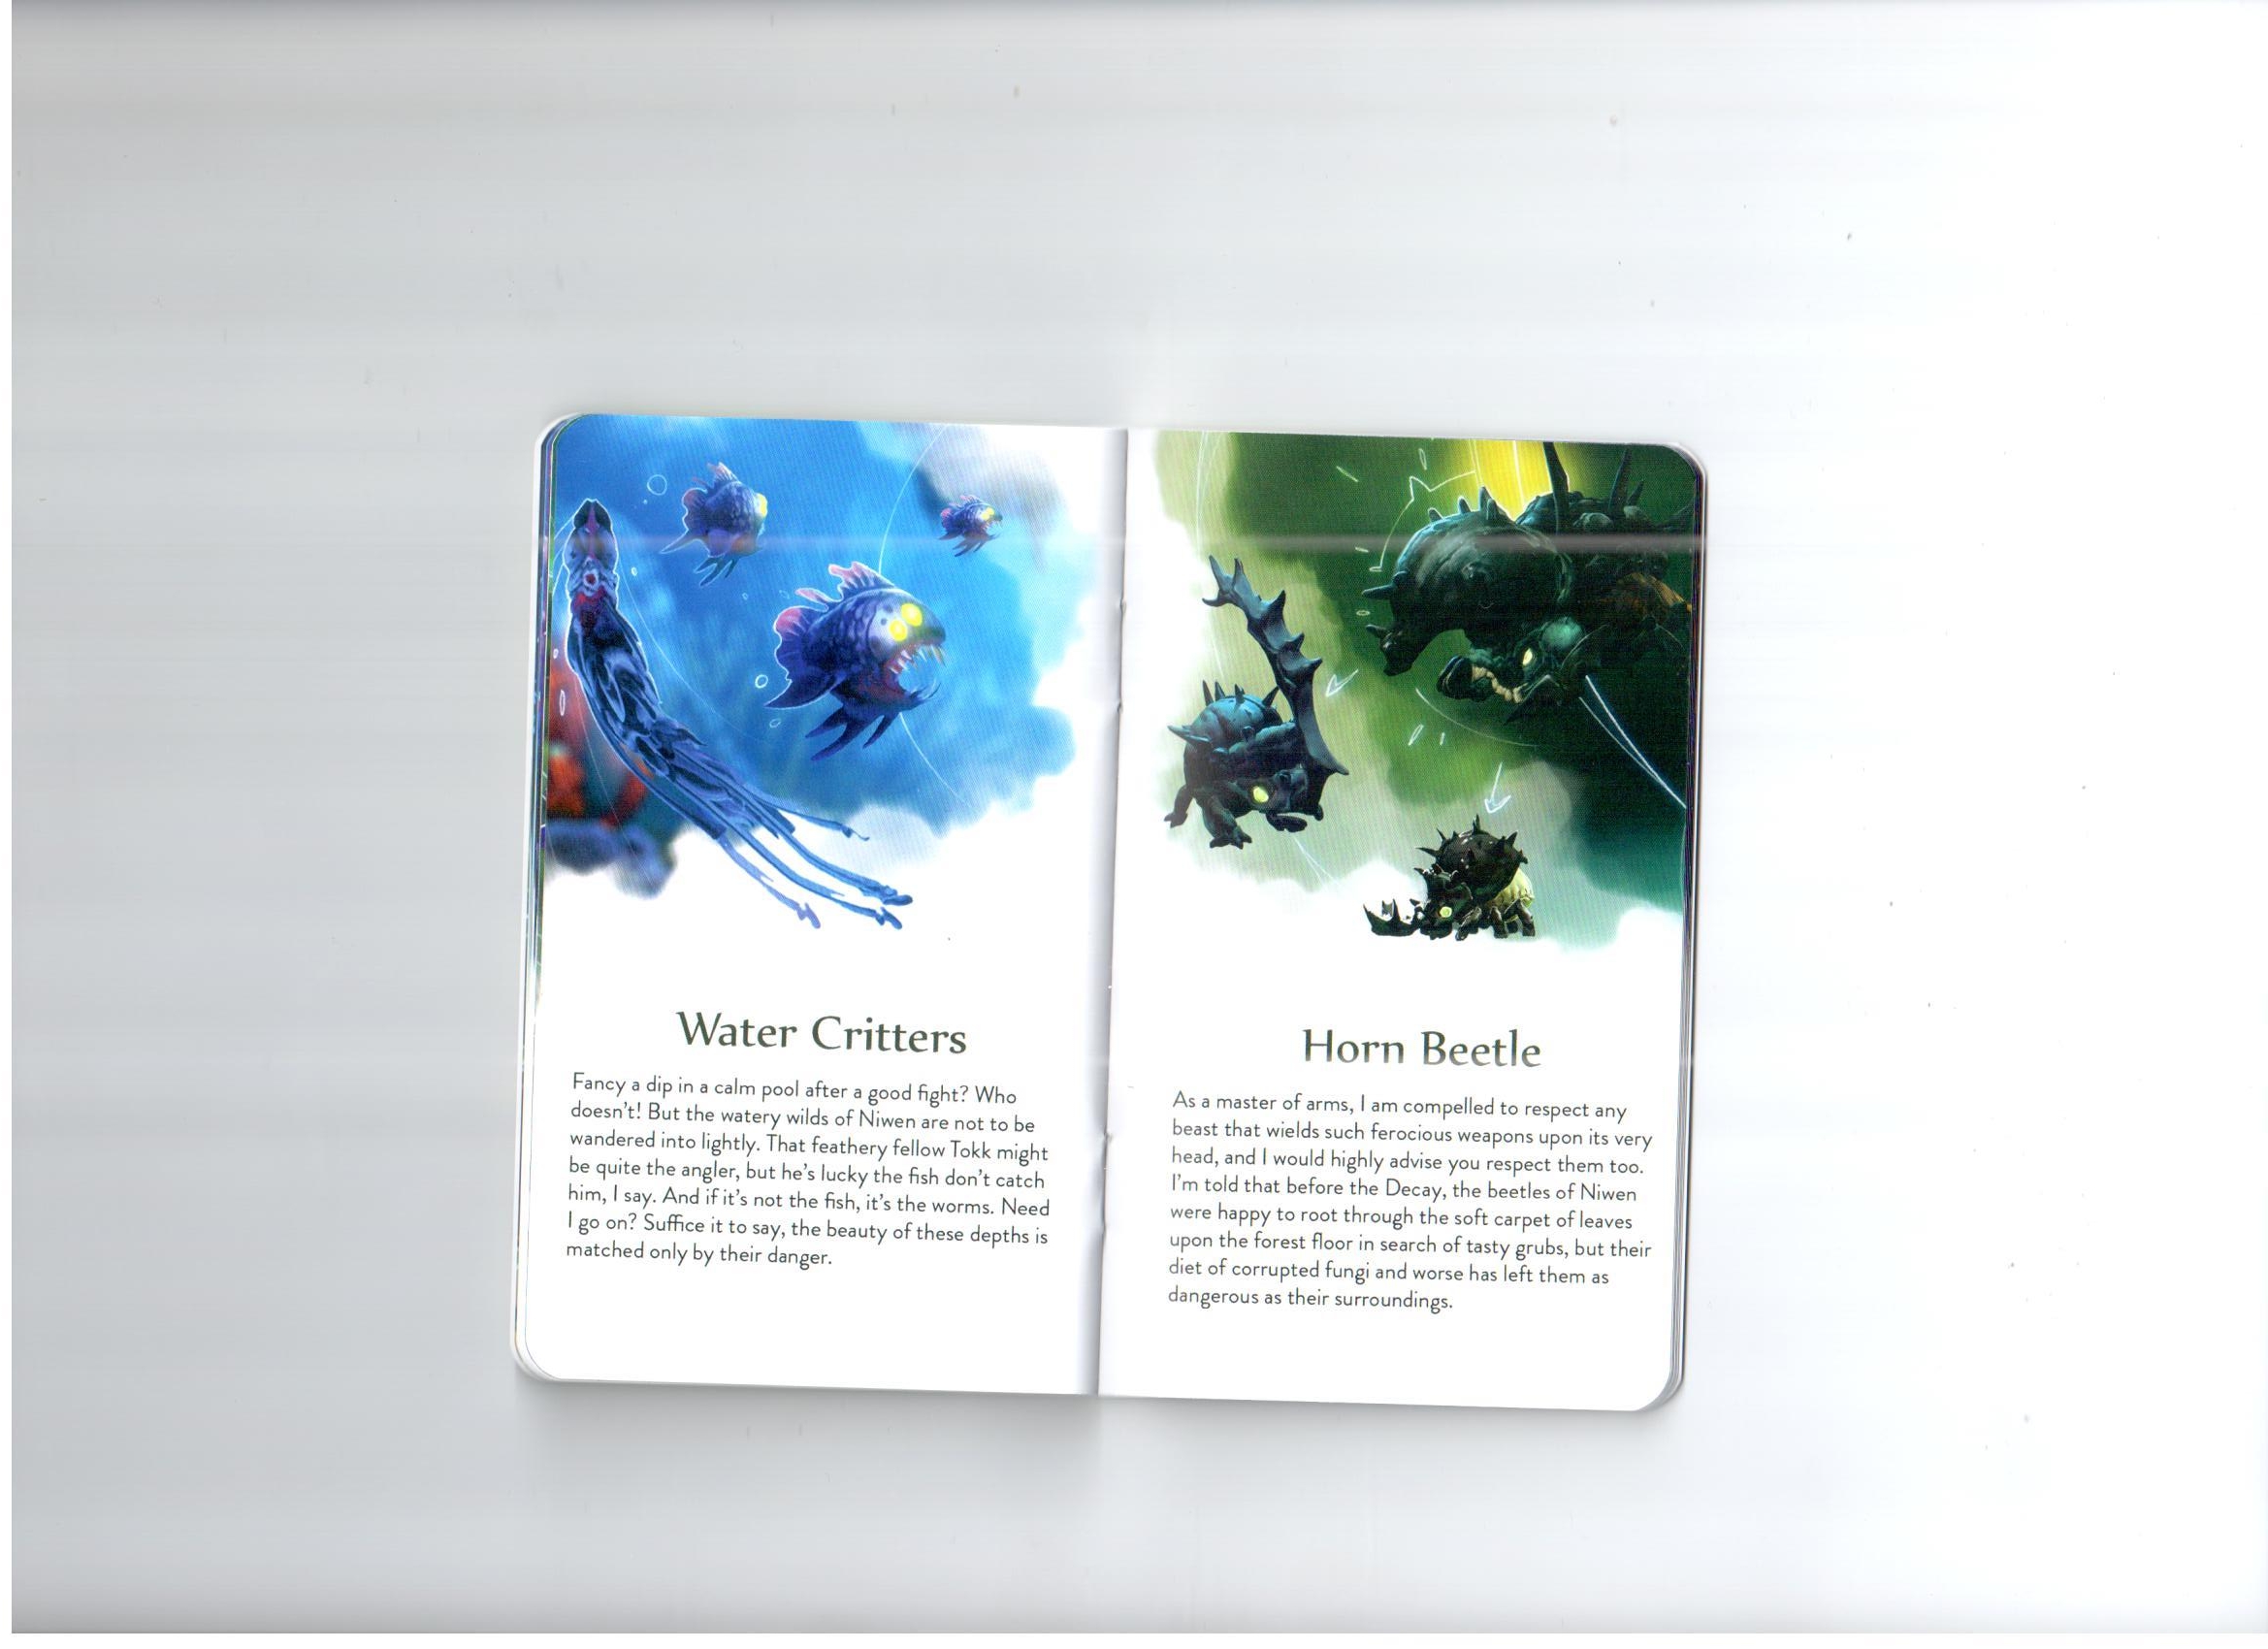 Water Critters
Fancy a dip in a calm pool after a good fight? Who
doesn't! But the watery wilds of Niwen are not to be
wandered into lightly. That feathery fellow Tokk might
be quite the angler, but he's lucky the fish don't catch
him, I say. And if it's not the fish, it's the worms. Need
I go on? Suffice it to say, the beauty of these depths is
matched only by their danger.
Horn Beetle
As a master of arms, I am compelled to respect any
beast that wields such ferocious weapons upon its very
head, and I would highly advise you respect them too.
I'm told that before the Decay, the beetles of Niwen
were happy to root through the soft carpet of leaves
upon the forest floor in search of tasty grubs, but their
diet of corrupted fungi and worse has left them as
dangerous as their surroundings.